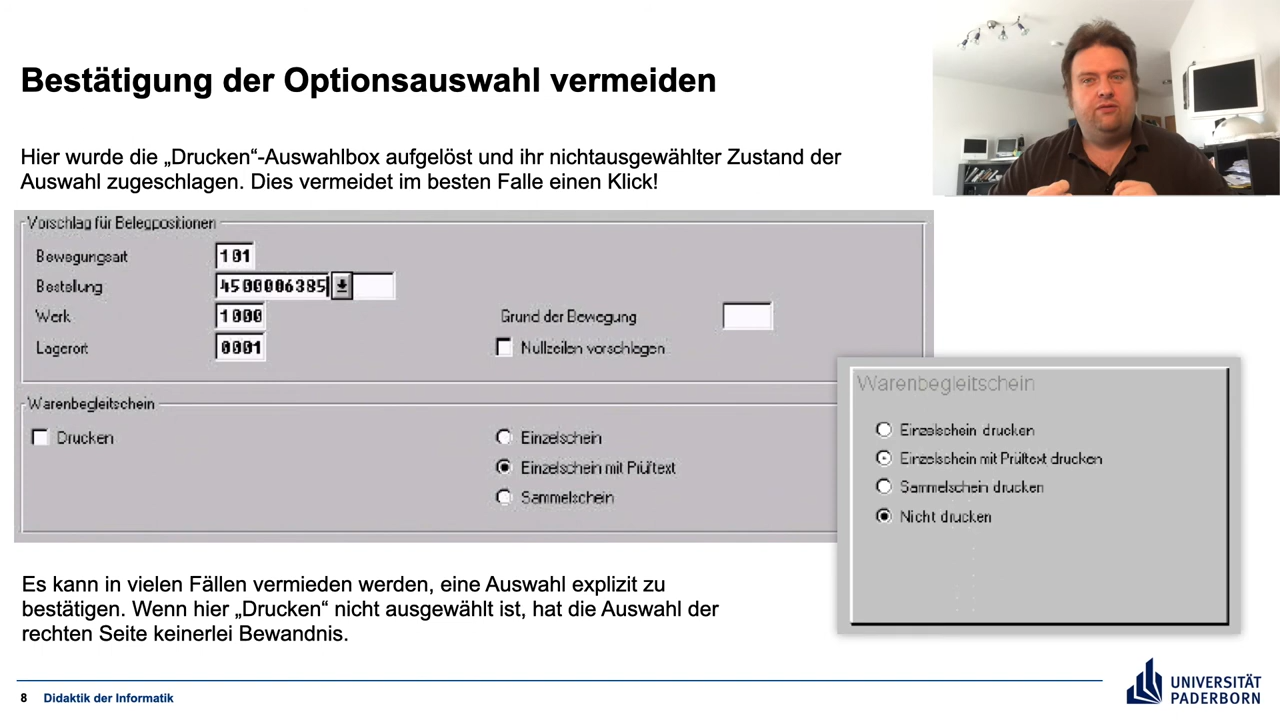 Bestätigung der Optionsauswahl vermeiden
Hier wurde die „Drucken“-Auswahlbox aufgelöst und ihr nichtausgewählter Zustand der
Auswahl zugeschlagen. Dies vermeidet im besten Falle einen Klick!
Vorschlag für Belegpositionen
Bewegungsart 101
Bestellung 4500006385
Werk 1000 Grund der Bewegung
Lagerort 0001 Nullzeilen vorschlagen
Warenbegleitschein
Drucken Einzelschein
Einzelschein mit Prüftext
Sammelschein
Warenbegleitschein
Einzelschein drucken
Einzelschein mit Prüftext drucken
Sammelschein drucken
Nicht drucken
Es kann in vielen Fällen vermieden werden, eine Auswahl explizit zu
bestätigen. Wenn hier „Drucken“ nicht ausgewählt ist, hat die Auswahl der
rechten Seite keinerlei Bewandnis.
8 Didaktik der Informatik
UNIVERSITÄT
PADERBORN